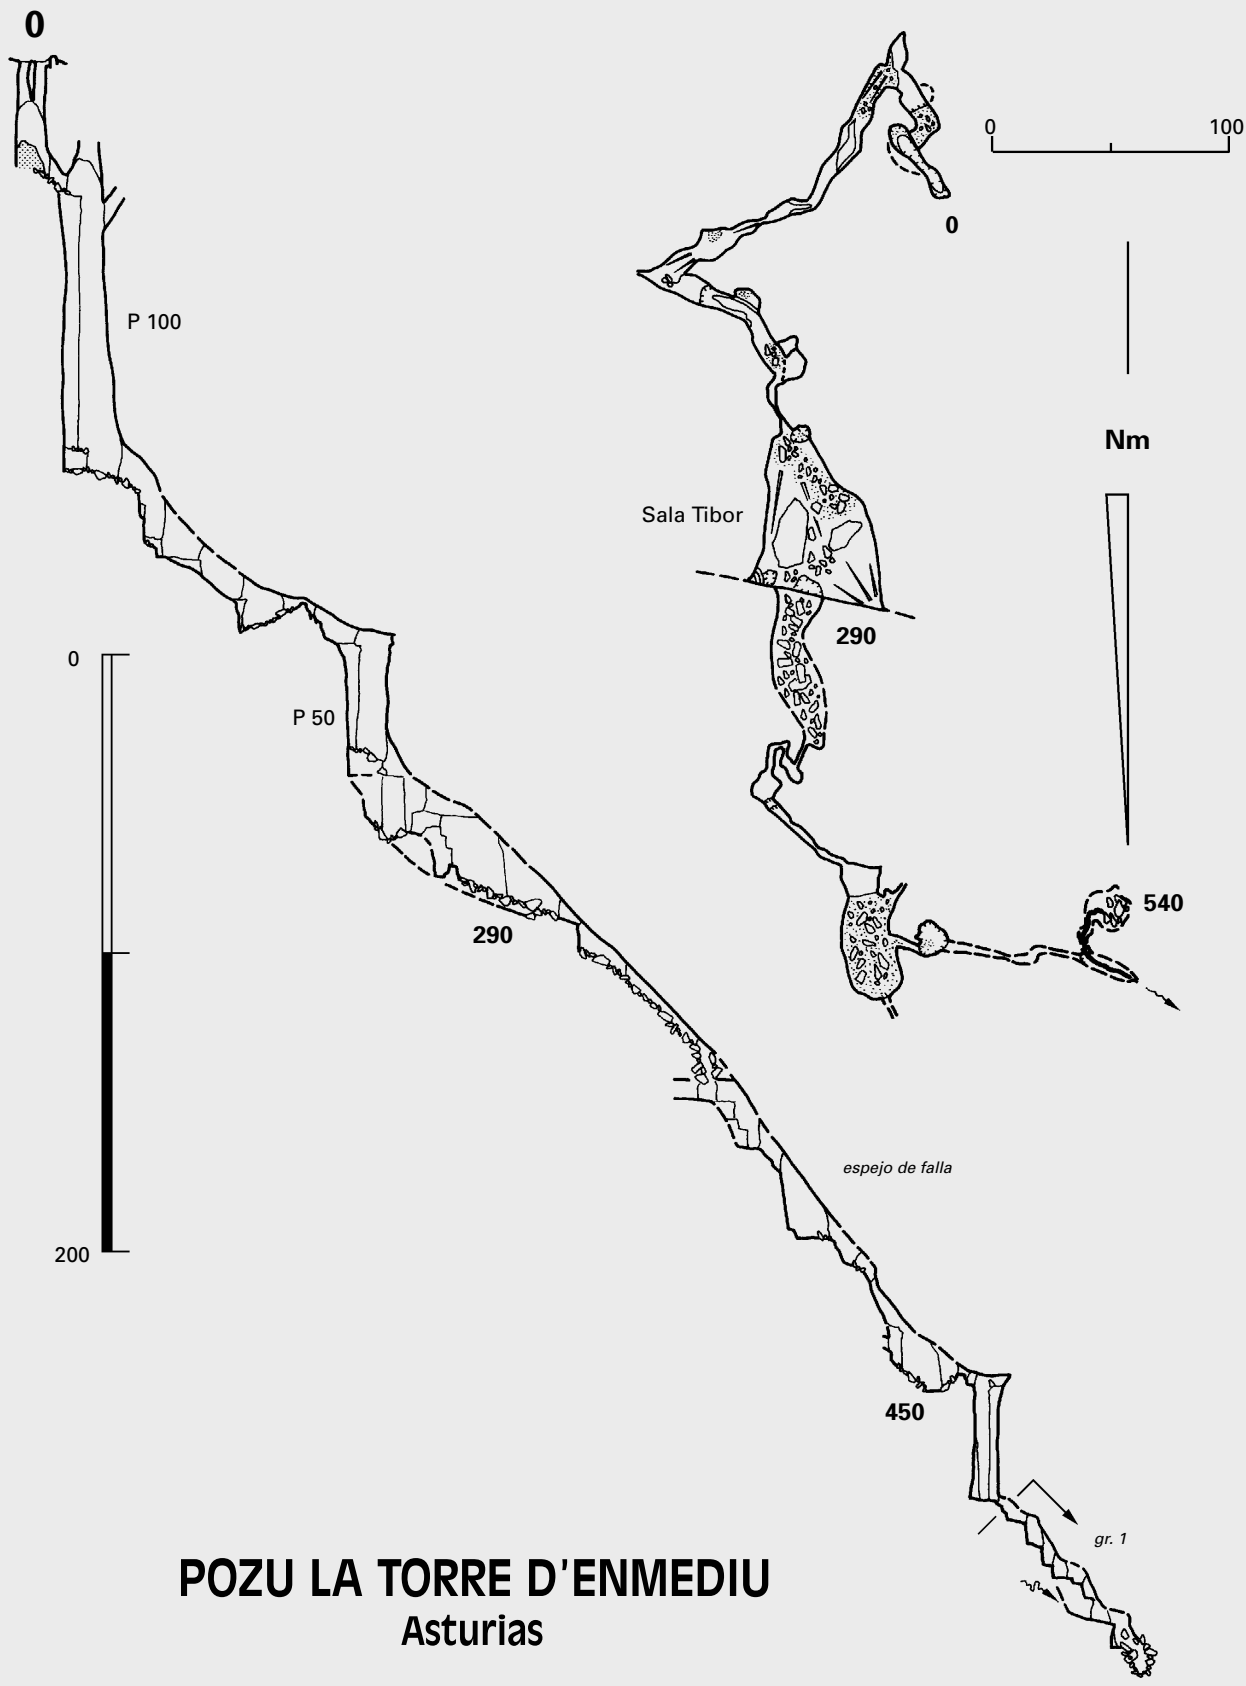 0
0
100
0
P 100
Nm
Sala Tibor
290
0
P 50
540
290
espejo de falla
200
450
gr. 1
POZU LA TORRE D'ENMEDIU
Asturias